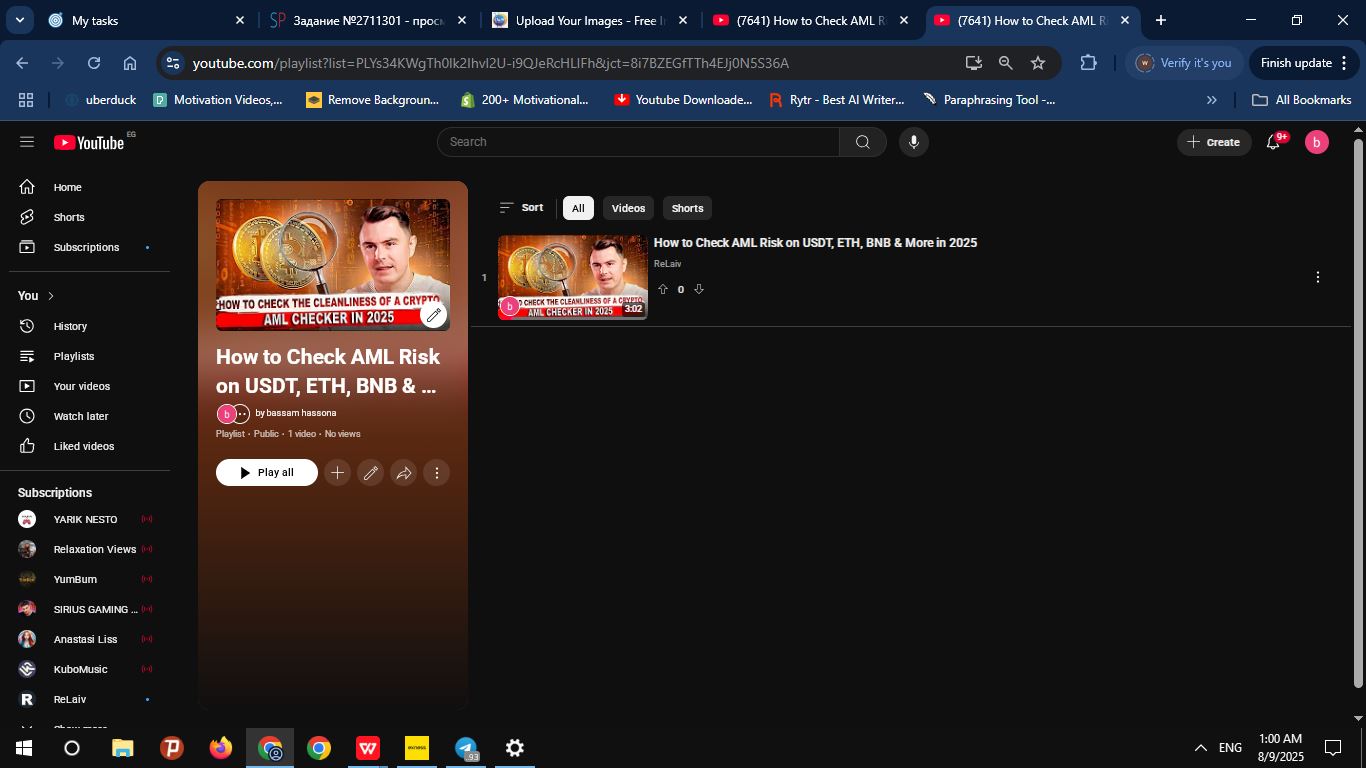 My tasks
Задание №2711301 - просм
Upload Your Images - Free I
(7641) How to Check AML R
(7641) How to Check AML R
youtube.com/playlist?list=PLYs34KWgTh0Ik2Ihvl2U-i9QJeRcHLIFh&jct=8i7BZEGfTTh4EJj0N5S36A
Verify it's you
Finish update
uberduck
Motivation Videos,...
Remove Backgroun...
200+ Motivational...
Youtube Downloade...
Rytr - Best AI Writer...
Paraphrasing Tool -...
All Bookmarks
YouTube EG
Search
Create
9+
b
Home
Shorts
Subscriptions
You
History
Playlists
Your videos
Watch later
Liked videos
Subscriptions
YARIK NESTO
Relaxation Views
YumBum
SIRIUS GAMING ...
Anastasi Liss
KuboMusic
ReLaiv
HOW TO CHECK THE CLEANLINESS OF A CRYPTO
AML CHECKER IN 2025
How to Check AML Risk
on USDT, ETH, BNB & ...
b
by bassam hassona
Playlist • Public • 1 video • No views
Play all
Sort
All
Videos
Shorts
1
HOW TO CHECK THE CLEANLINESS OF A CRYPTO
AML CHECKER IN 2025
b
3:02
How to Check AML Risk on USDT, ETH, BNB & More in 2025
ReLaiv
0
exness
93
ENG
1:00 AM
8/9/2025